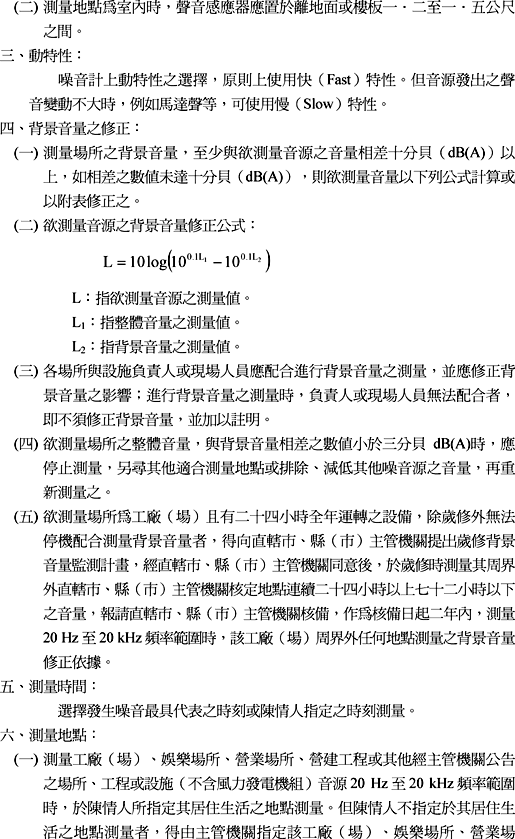 (二) 測量地點為室內時，聲音感應器應置於離地面或樓板一．二至一．五公尺
之間。
三、動特性：
噪音計上動特性之選擇，原則上使用快（Fast）特性。但音源發出之聲
音變動不大時，例如馬達聲等，可使用慢（Slow）特性。
四、背景音量之修正：
(一) 測量場所之背景音量，至少與欲測量音源之音量相差十分貝（dB(A)）以
上，如相差之數值未達十分貝（dB(A)），則欲測量音量以下列公式計算或
以附表修正之。
(二) 欲測量音源之背景音量修正公式：
L = 10 log(10^0.1L₁ − 10^0.1L₂)
L：指欲測量音源之測量值。
L₁：指整體音量之測量值。
L₂：指背景音量之測量值。
(三) 各場所與設施負責人或現場人員應配合進行背景音量之測量，並應修正背
景音量之影響；進行背景音量之測量時，負責人或現場人員無法配合者，
即不須修正背景音量，並加以註明。
(四) 欲測量場所之整體音量，與背景音量相差之數值小於三分貝 dB(A)時，應
停止測量，另尋其他適合測量地點或排除、減低其他噪音源之音量，再重
新測量之。
(五) 欲測量場所為工廠（場）且有二十四小時全年運轉之設備，除歲修外無法
停機配合測量背景音量者，得向直轄市、縣（市）主管機關提出歲修背景
音量監測計畫，經直轄市、縣（市）主管機關同意後，於歲修時測量其周界
外直轄市、縣（市）主管機關核定地點連續二十四小時以上七十二小時以下
之音量，報請直轄市、縣（市）主管機關核備，作為核備日起二年內，測量
20 Hz 至 20 kHz 頻率範圍時，該工廠（場）周界外任何地點測量之背景音量
修正依據。
五、測量時間：
選擇發生噪音最具代表之時刻或陳情人指定之時刻測量。
六、測量地點：
(一) 測量工廠（場）、娛樂場所、營業場所、營建工程或其他經主管機關公告
之場所、工程或設施（不含風力發電機組）音源 20 Hz 至 20 kHz 頻率範圍
時，於陳情人所指定其居住生活之地點測量。但陳情人不指定於其居住生
活之地點測量者，得由主管機關指定該工廠（場）、娛樂場所、營業場